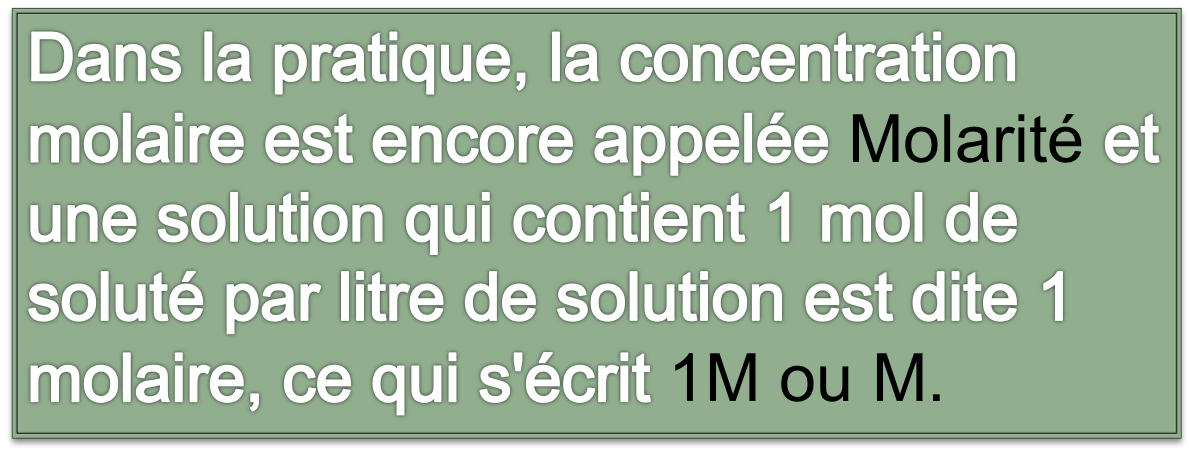 Dans la pratique, la concentration
molaire est encore appelée Molarité et
une solution qui contient 1 mol de
soluté par litre de solution est dite 1
molaire, ce qui s'écrit 1M ou M.